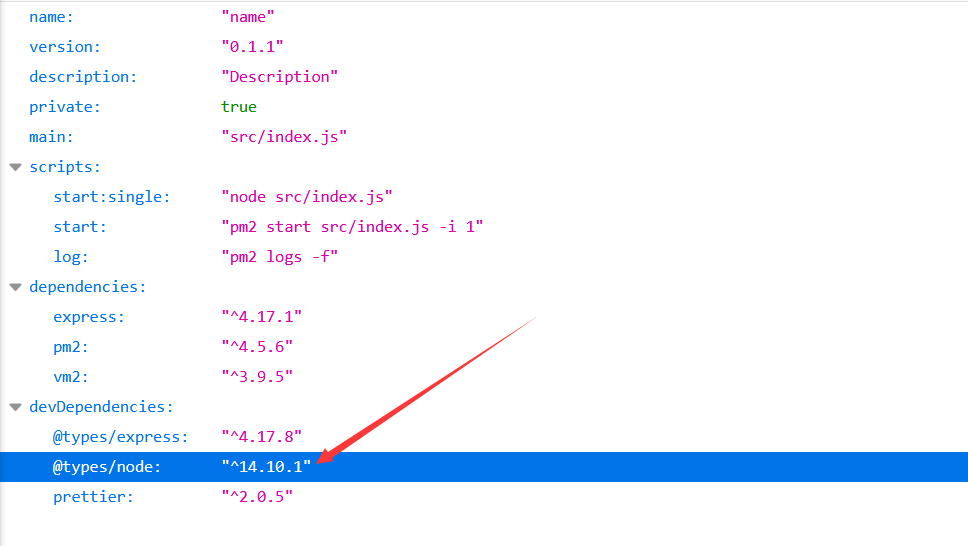 name: "name"
version: "0.1.1"
description: "Description"
private: true
main: "src/index.js"
scripts:
start:single: "node src/index.js"
start: "pm2 start src/index.js -i 1"
log: "pm2 logs -f"
dependencies:
express: "^4.17.1"
pm2: "^4.5.6"
vm2: "^3.9.5"
devDependencies:
@types/express: "^4.17.8"
@types/node: "^14.10.1"
prettier: "^2.0.5"